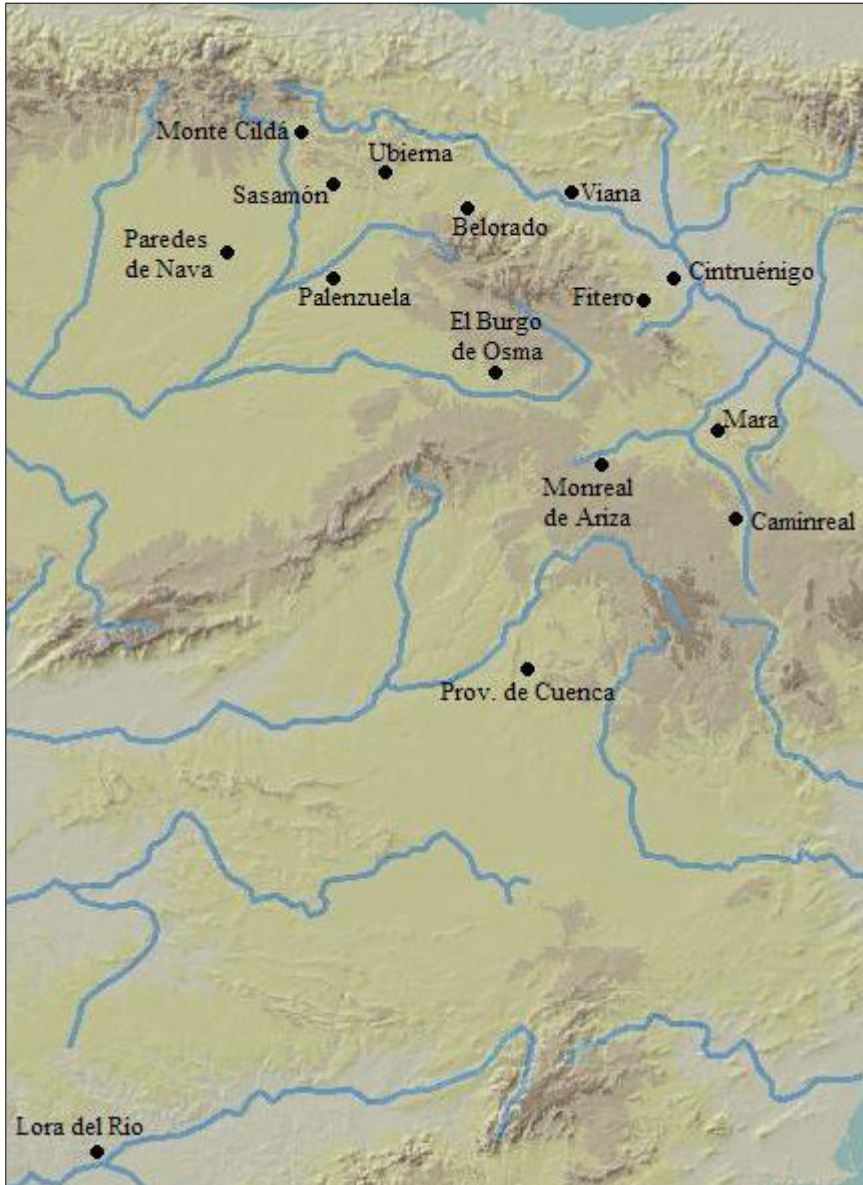 Monte Cildá
Ubierna
Sasamón
Viana
Belorado
Paredes
de Nava
Cintruénigo
Palenzuela
Fitero
El Burgo
de Osma
Mara
Monreal
de Ariza
Caminreal
Prov. de Cuenca
Lora del Rio